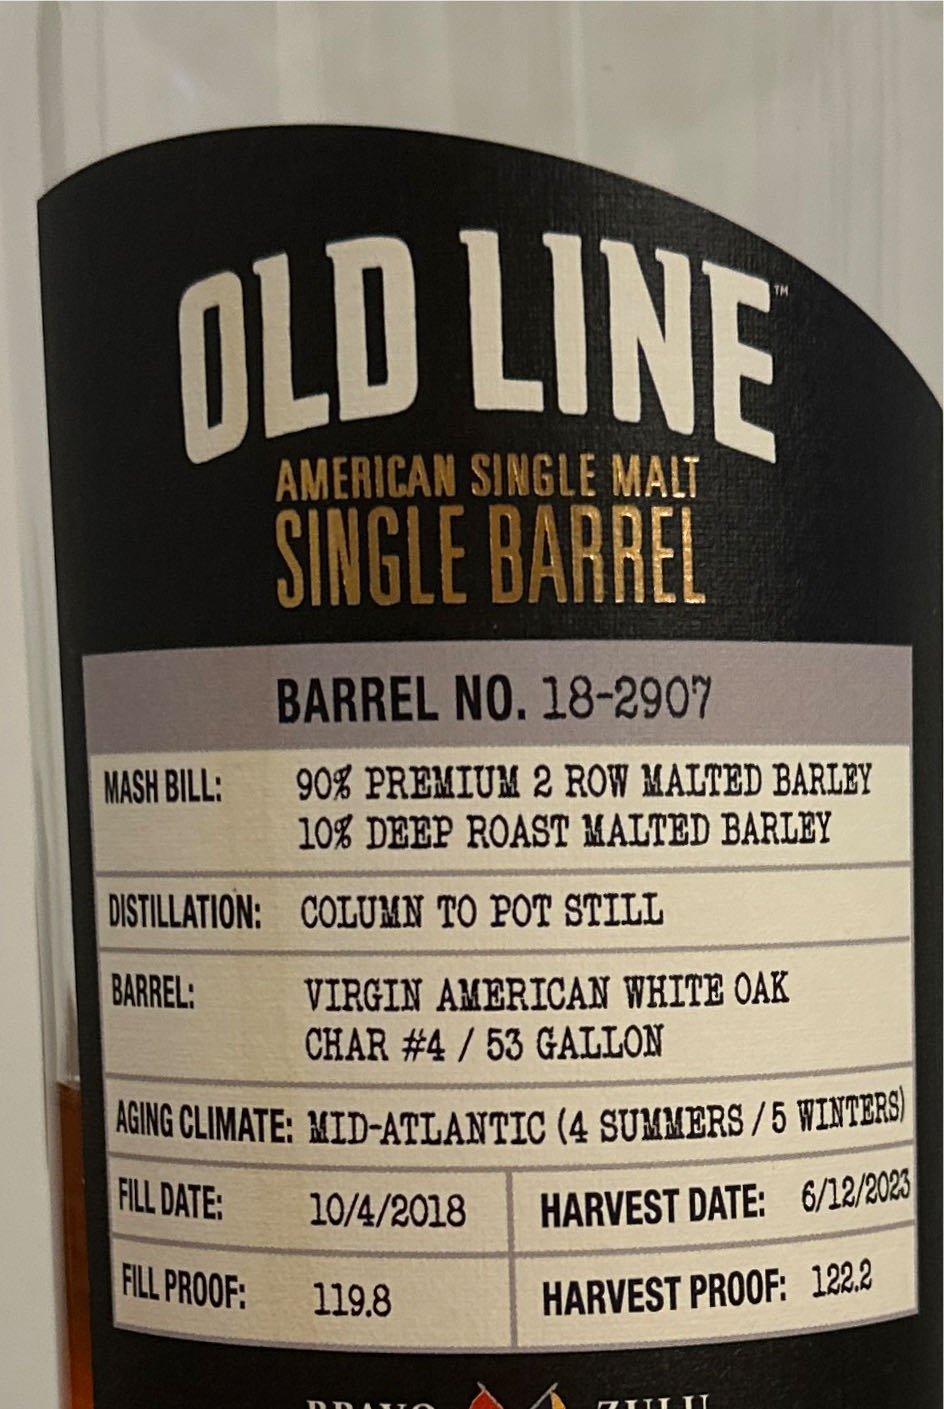 OLD LINE™
AMERICAN SINGLE MALT
SINGLE BARREL
BARREL NO. 18-2907
MASH BILL: 90% PREMIUM 2 ROW MALTED BARLEY
10% DEEP ROAST MALTED BARLEY
DISTILLATION: COLUMN TO POT STILL
BARREL: VIRGIN AMERICAN WHITE OAK
CHAR #4 / 53 GALLON
AGING CLIMATE: MID-ATLANTIC (4 SUMMERS / 5 WINTERS)
FILL DATE: 10/4/2018 HARVEST DATE: 6/12/2023
FILL PROOF: 119.8 HARVEST PROOF: 122.2
BRAVO ZULU